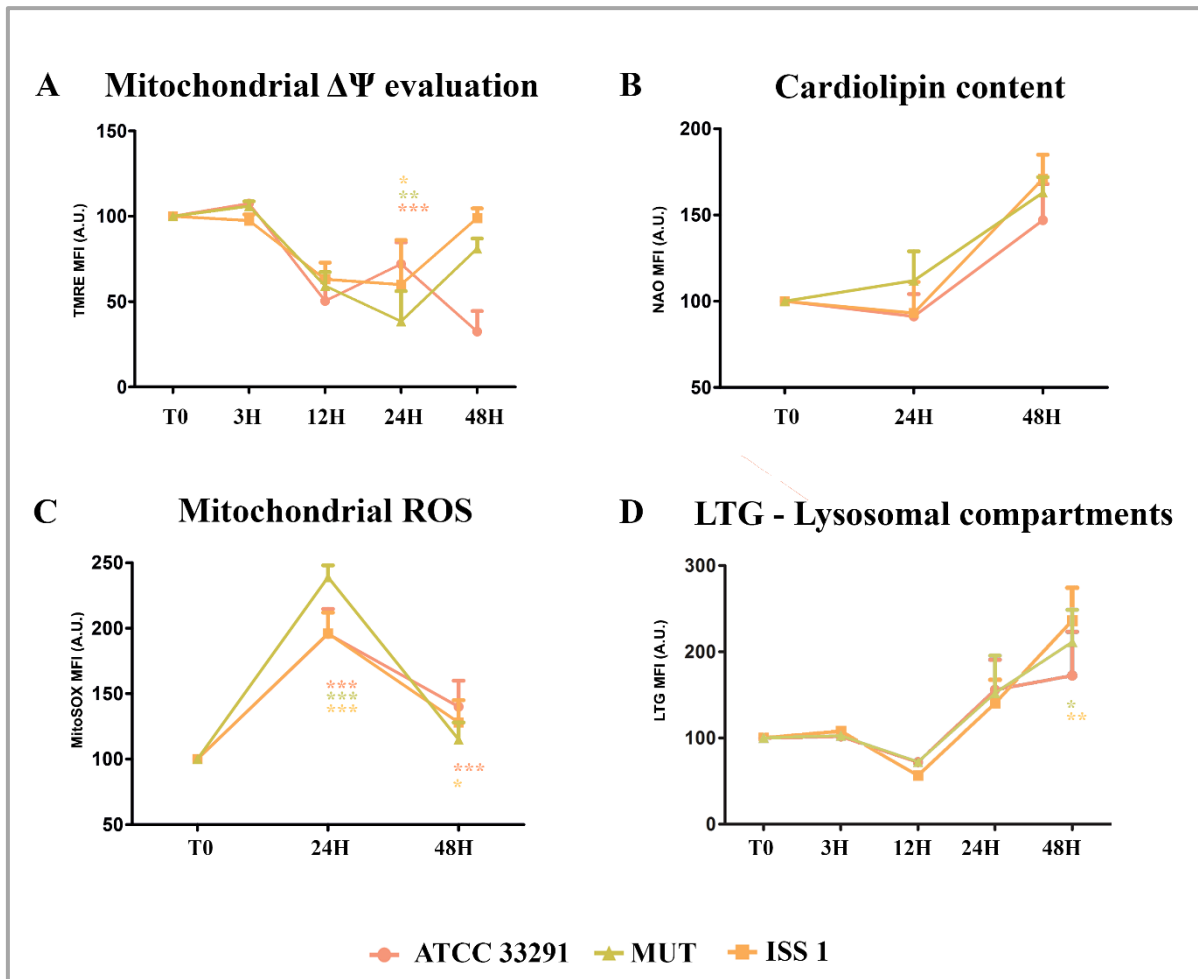 A Mitochondrial ΔΨ evaluation
TMRE MFI (A.U.)
150
100
50
0
*
**
***
T0 3H 12H 24H 48H
B Cardiolipin content
NAO MFI (A.U.)
200
150
100
50
T0 24H 48H
C Mitochondrial ROS
MitoSOX MFI (A.U.)
250
200
150
100
50
***
***
***
***
*
T0 24H 48H
D LTG - Lysosomal compartments
LTG MFI (A.U.)
300
200
100
0
*
**
T0 3H 12H 24H 48H
ATCC 33291 MUT ISS 1